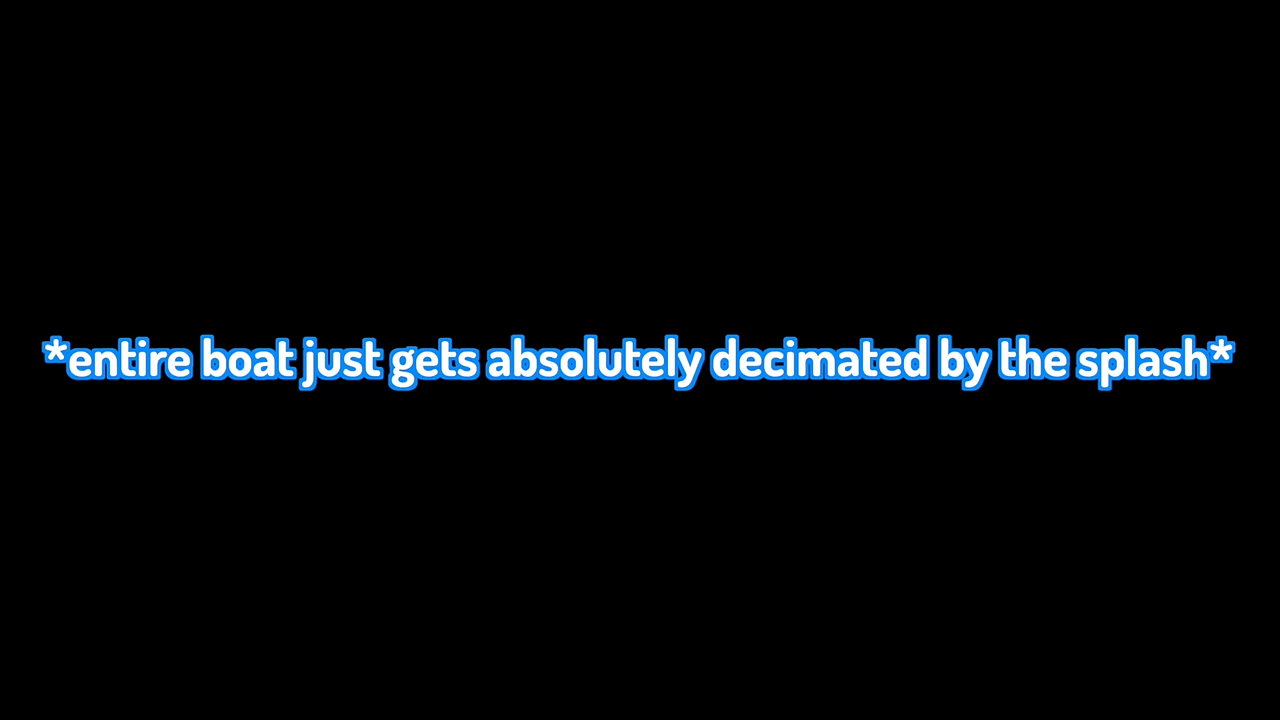 *entire boat just gets absolutely decimated by the splash*